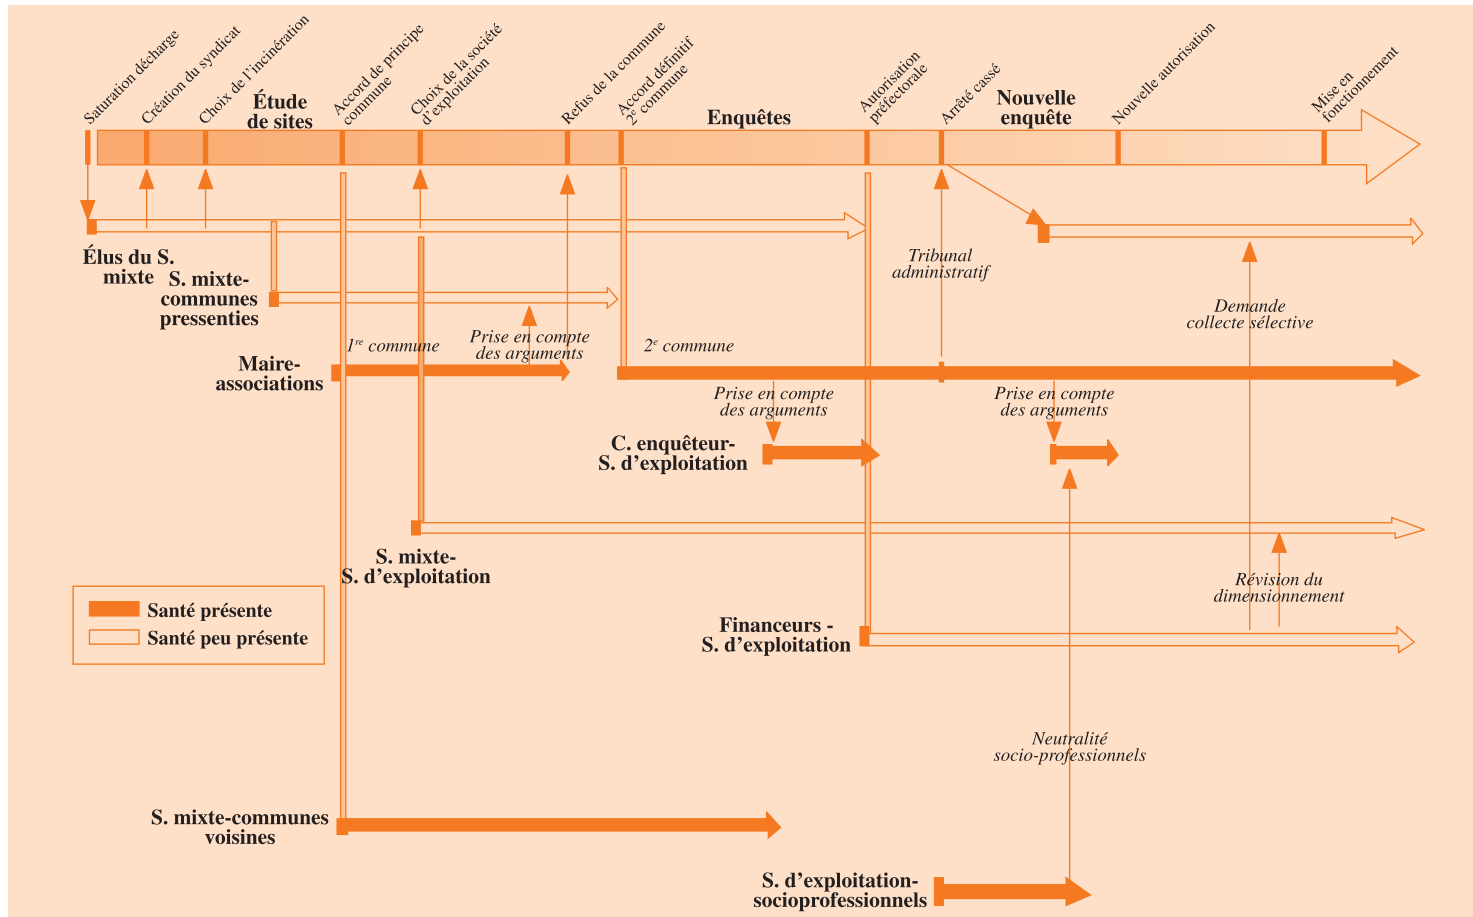 Saturation décharge
Création du syndicat
Choix de l’incinération
Étude
de sites
Accord de principe
commune
Choix de la société
d’exploitation
Refus de la commune
Accord définitif
2e commune
Enquêtes
Autorisation
préfectorale
Arrêté cassé
Nouvelle
enquête
Nouvelle autorisation
Mise en
fonctionnement
Élus du S.
mixte
S. mixte-
communes
pressenties
Tribunal
administratif
Demande
collecte sélective
Maire-
associations
1re commune
Prise en compte
des arguments
2e commune
Prise en compte
des arguments
Prise en compte
des arguments
C. enquêteur-
S. d’exploitation
S. mixte-
S. d’exploitation
Révision du
dimensionnement
Santé présente
Santé peu présente
Financeurs -
S. d’exploitation
Neutralité
socio-professionnels
S. mixte-communes
voisines
S. d’exploitation-
socioprofessionnels